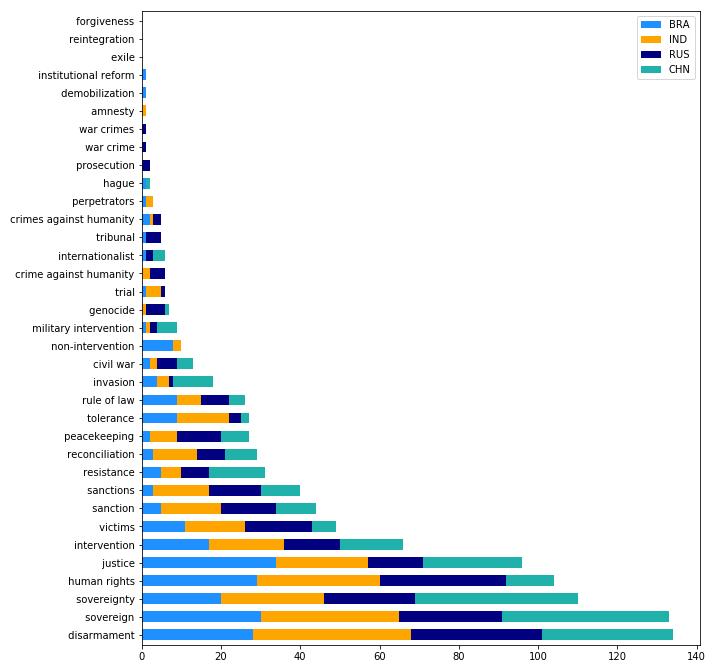 forgiveness
reintegration
exile
institutional reform
demobilization
amnesty
war crimes
war crime
prosecution
hague
perpetrators
crimes against humanity
tribunal
internationalist
crime against humanity
trial
genocide
military intervention
non-intervention
civil war
invasion
rule of law
tolerance
peacekeeping
reconciliation
resistance
sanctions
sanction
victims
intervention
justice
human rights
sovereignty
sovereign
disarmament
0 20 40 60 80 100 120 140
BRA
IND
RUS
CHN